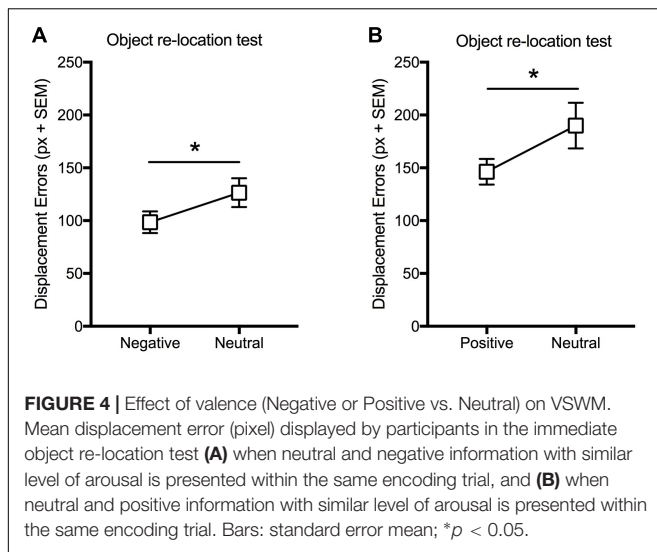 A
Object re-location test
Displacement Errors (px + SEM)
250
200
150
100
50
0
*
Negative
Neutral
B
Object re-location test
Displacement Errors (px + SEM)
250
200
150
100
50
0
*
Positive
Neutral
FIGURE 4 | Effect of valence (Negative or Positive vs. Neutral) on VSWM.
Mean displacement error (pixel) displayed by participants in the immediate
object re-location test (A) when neutral and negative information with similar
level of arousal is presented within the same encoding trial, and (B) when
neutral and positive information with similar level of arousal is presented within
the same encoding trial. Bars: standard error mean; *p < 0.05.